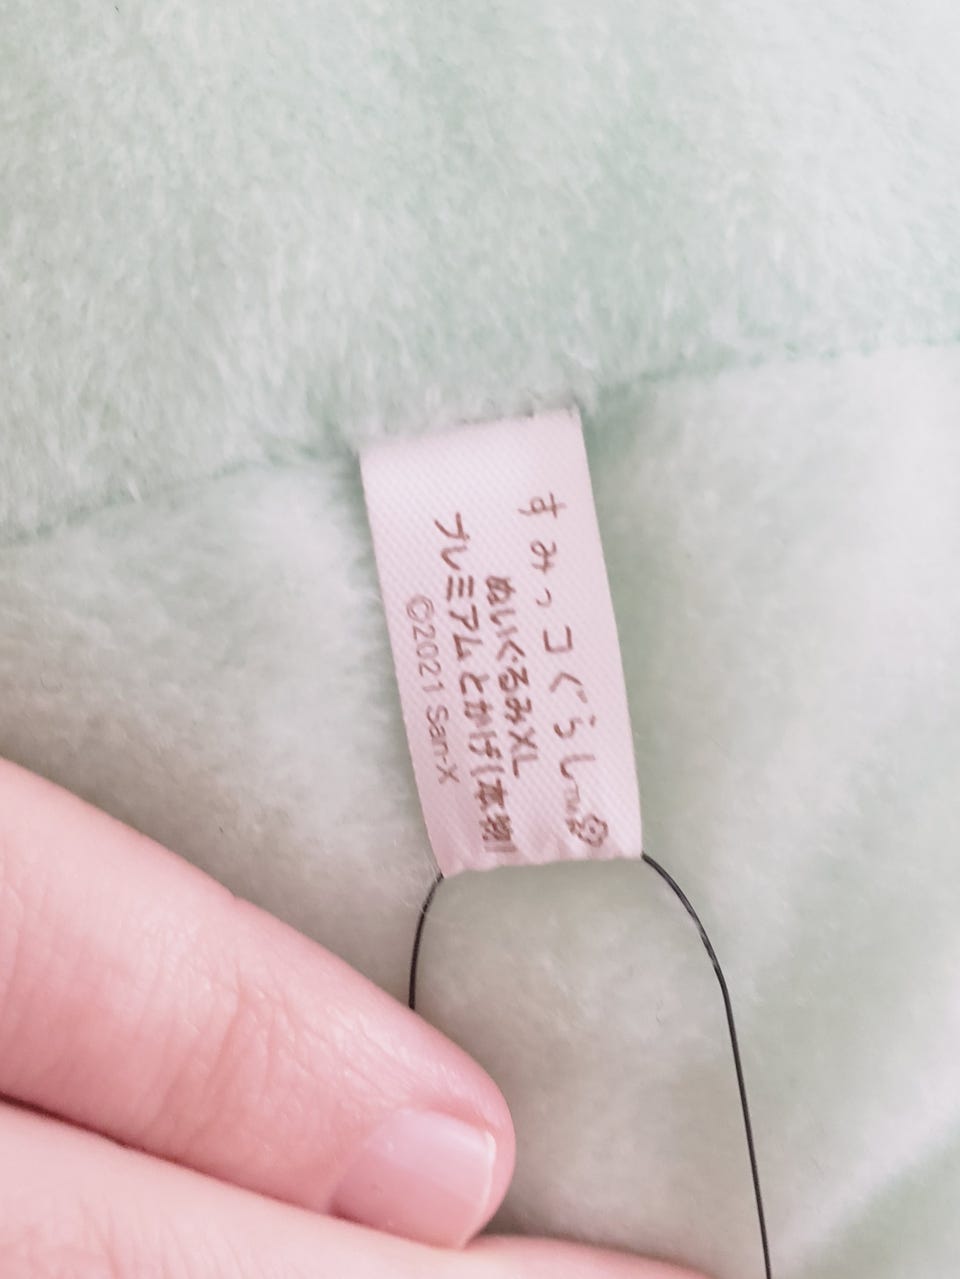 すみっコぐらし
ぬいぐるみXL
プレミアムとかげ(本物)
©2021 San-X